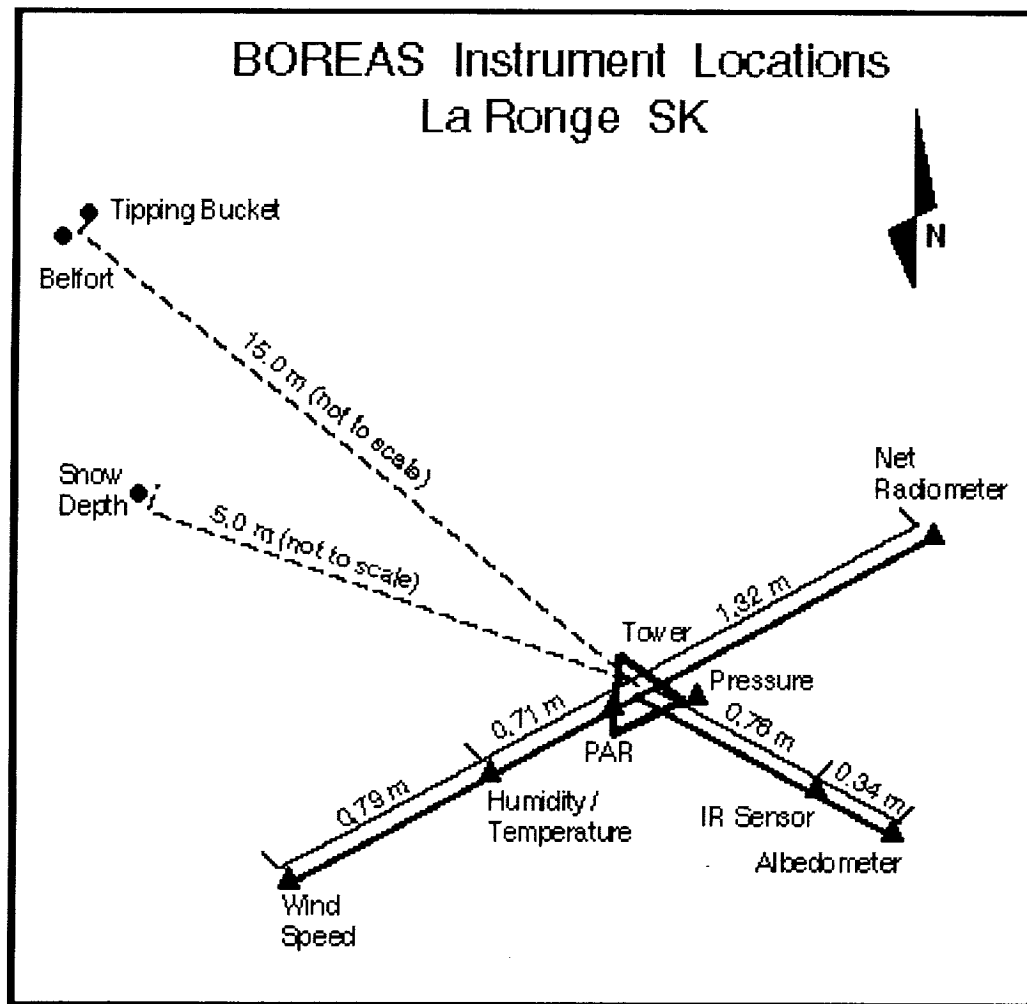 BOREAS Instrument Locations
La Ronge SK
N
Tipping Bucket
Belfort
15.0 m (not to scale)
Snow
Depth
5.0 m (not to scale)
Net
Radiometer
1.32 m
Tower
Pressure
0.71 m
PAR
0.76 m
0.79 m
Humidity/
Temperature
IR Sensor
0.34 m
Albedometer
Wind
Speed